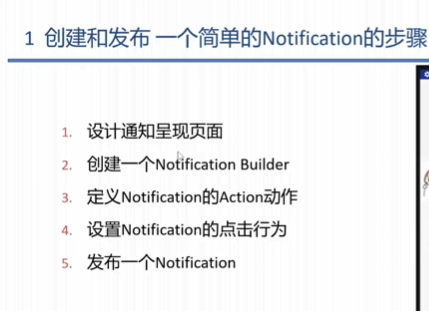 1 创建和发布 一个简单的Notification的步骤
1. 设计通知呈现页面
2. 创建一个Notification Builder
3. 定义Notification的Action动作
4. 设置Notification的点击行为
5. 发布一个Notification